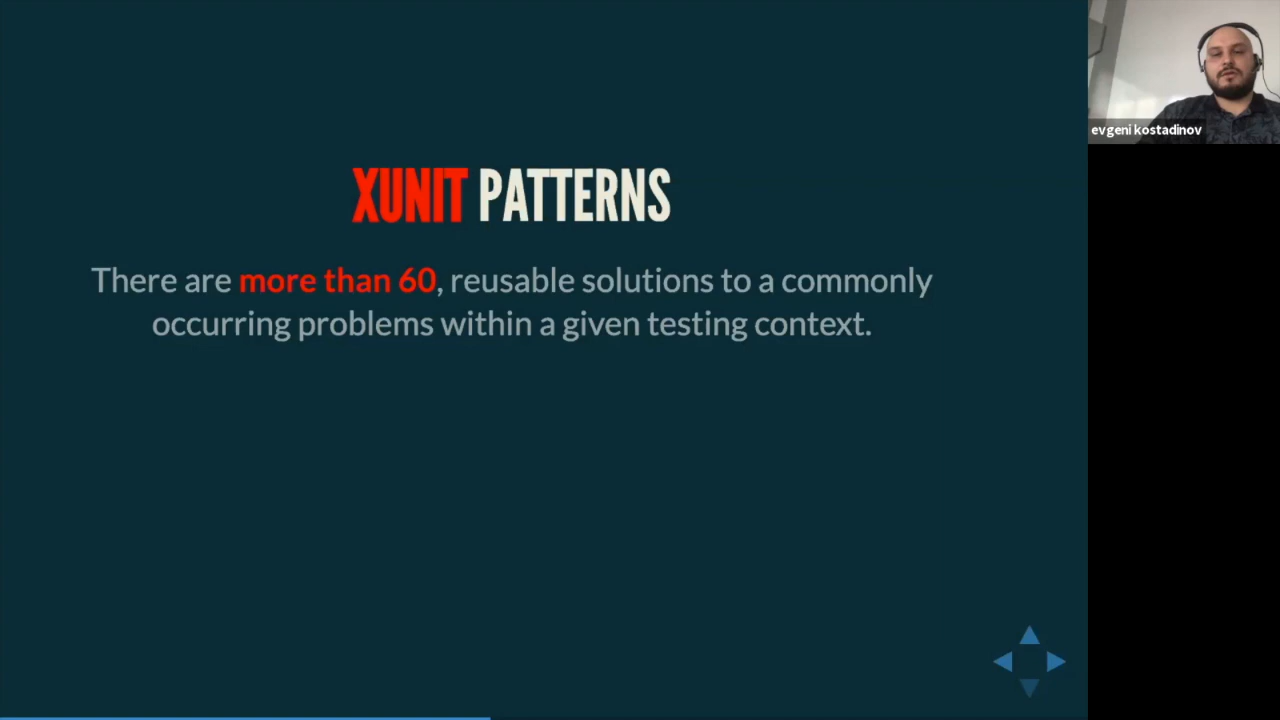 XUNIT PATTERNS
There are more than 60, reusable solutions to a commonly
occurring problems within a given testing context.
evgeni kostadinov